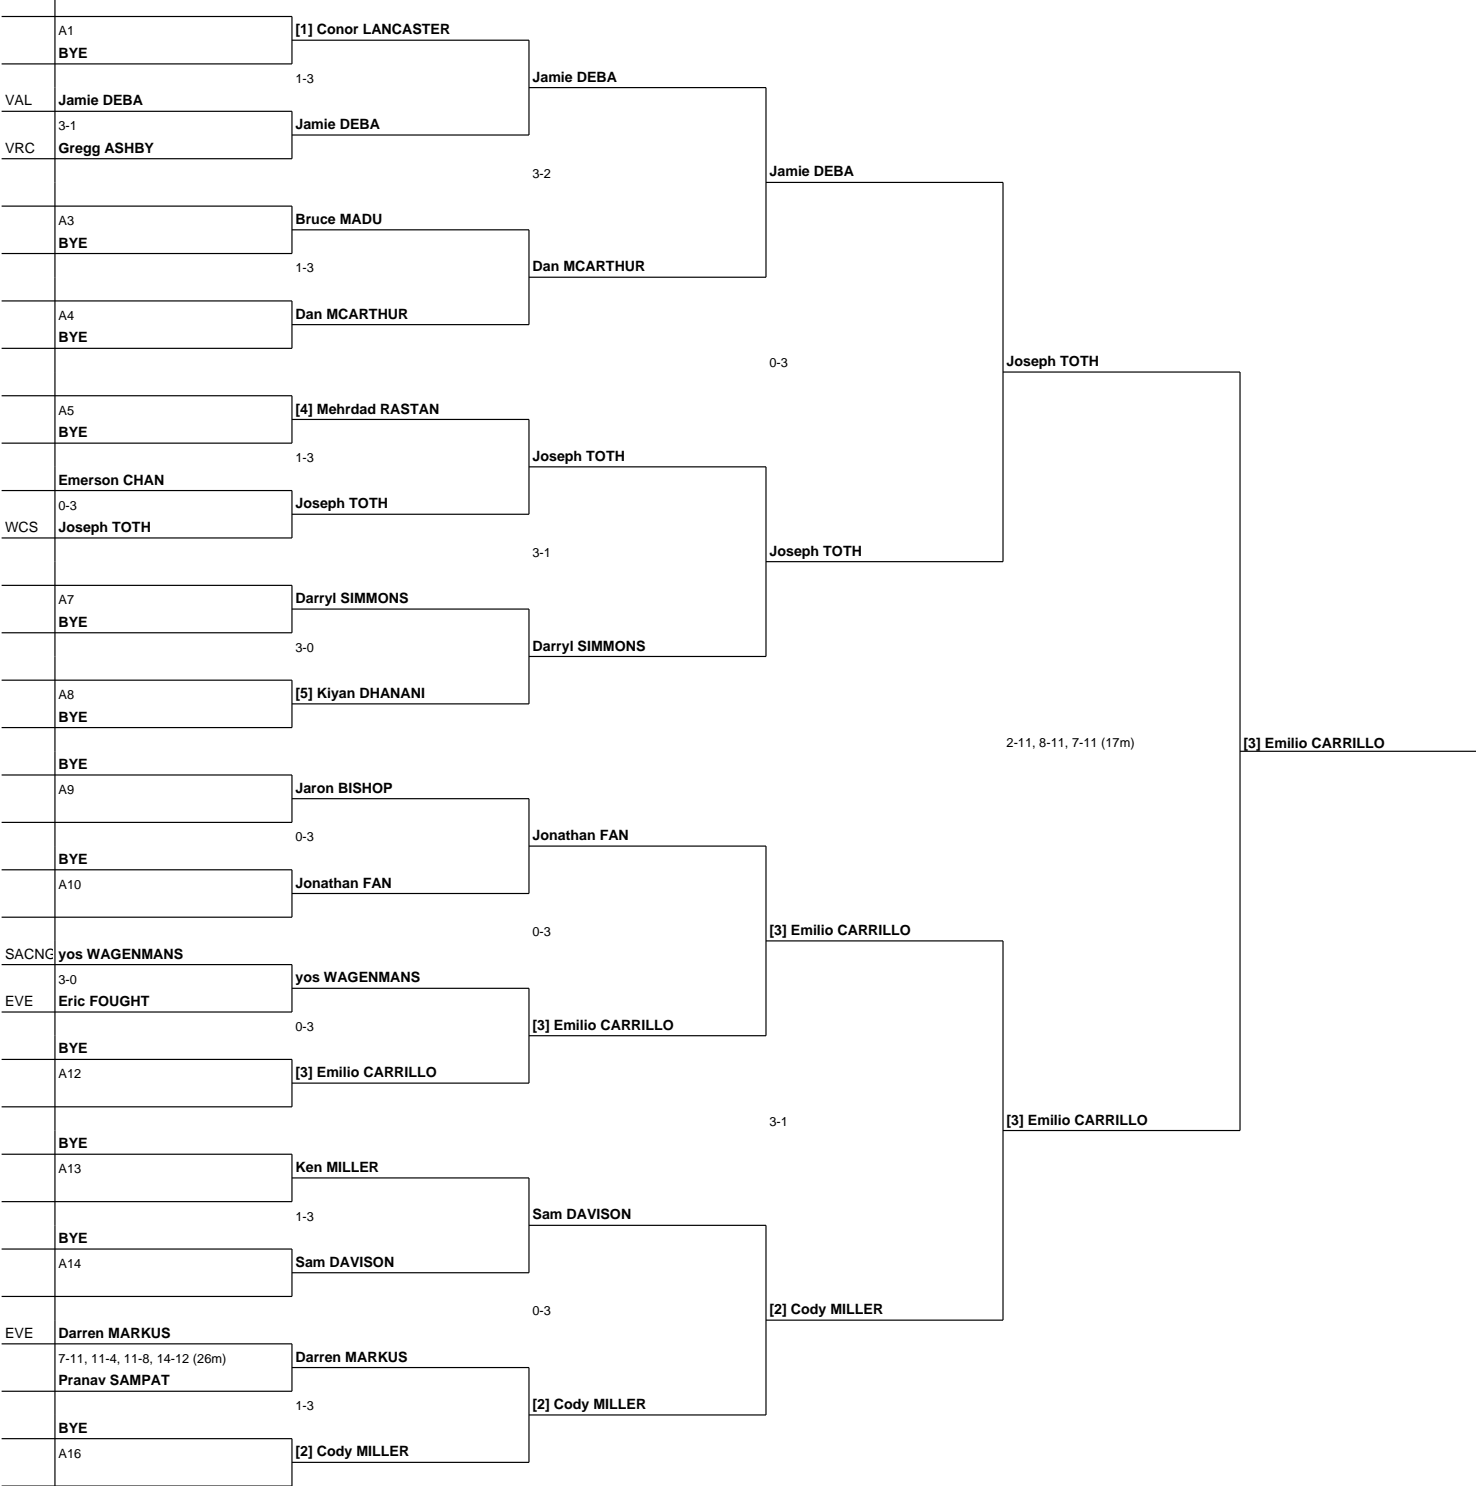 A1
[1] Conor LANCASTER
BYE
1-3
Jamie DEBA
VAL Jamie DEBA
3-1
Jamie DEBA
VRC Gregg ASHBY
3-2
Jamie DEBA
A3
Bruce MADU
BYE
1-3
Dan MCARTHUR
A4
Dan MCARTHUR
BYE
0-3
Joseph TOTH
A5
[4] Mehrdad RASTAN
BYE
1-3
Joseph TOTH
Emerson CHAN
0-3
Joseph TOTH
WCS Joseph TOTH
3-1
Joseph TOTH
A7
Darryl SIMMONS
BYE
3-0
Darryl SIMMONS
A8
[5] Kiyan DHANANI
BYE
2-11, 8-11, 7-11 (17m)
[3] Emilio CARRILLO
BYE
A9
Jaron BISHOP
0-3
Jonathan FAN
BYE
A10
Jonathan FAN
0-3
[3] Emilio CARRILLO
SACNG yos WAGENMANS
3-0
yos WAGENMANS
EVE Eric FOUGHT
0-3
[3] Emilio CARRILLO
BYE
A12
[3] Emilio CARRILLO
3-1
[3] Emilio CARRILLO
BYE
A13
Ken MILLER
1-3
Sam DAVISON
BYE
A14
Sam DAVISON
0-3
[2] Cody MILLER
EVE Darren MARKUS
7-11, 11-4, 11-8, 14-12 (26m)
Darren MARKUS
Pranav SAMPAT
1-3
[2] Cody MILLER
BYE
A16
[2] Cody MILLER